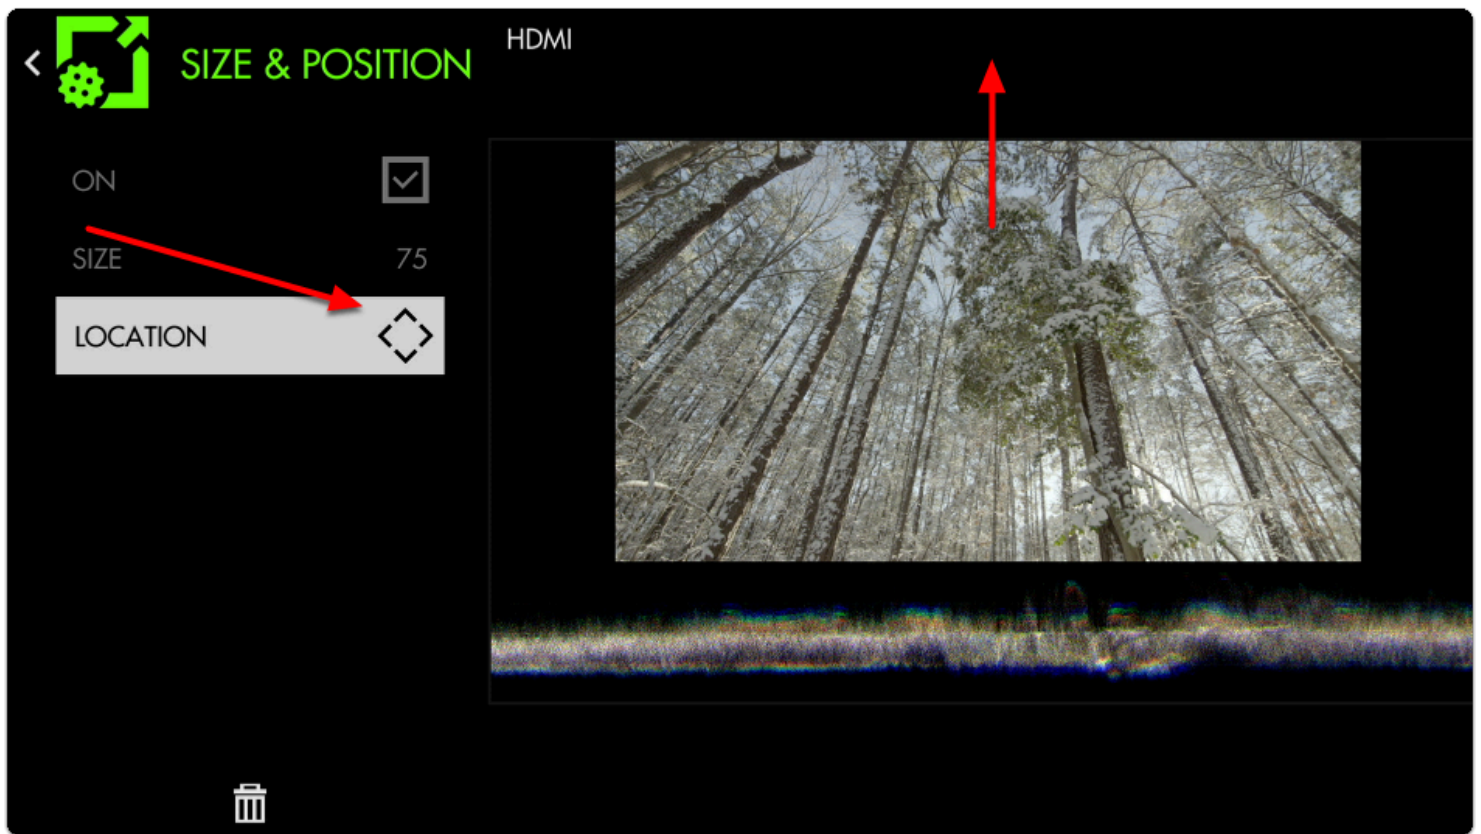 SIZE & POSITION
HDMI
ON
SIZE 75
LOCATION